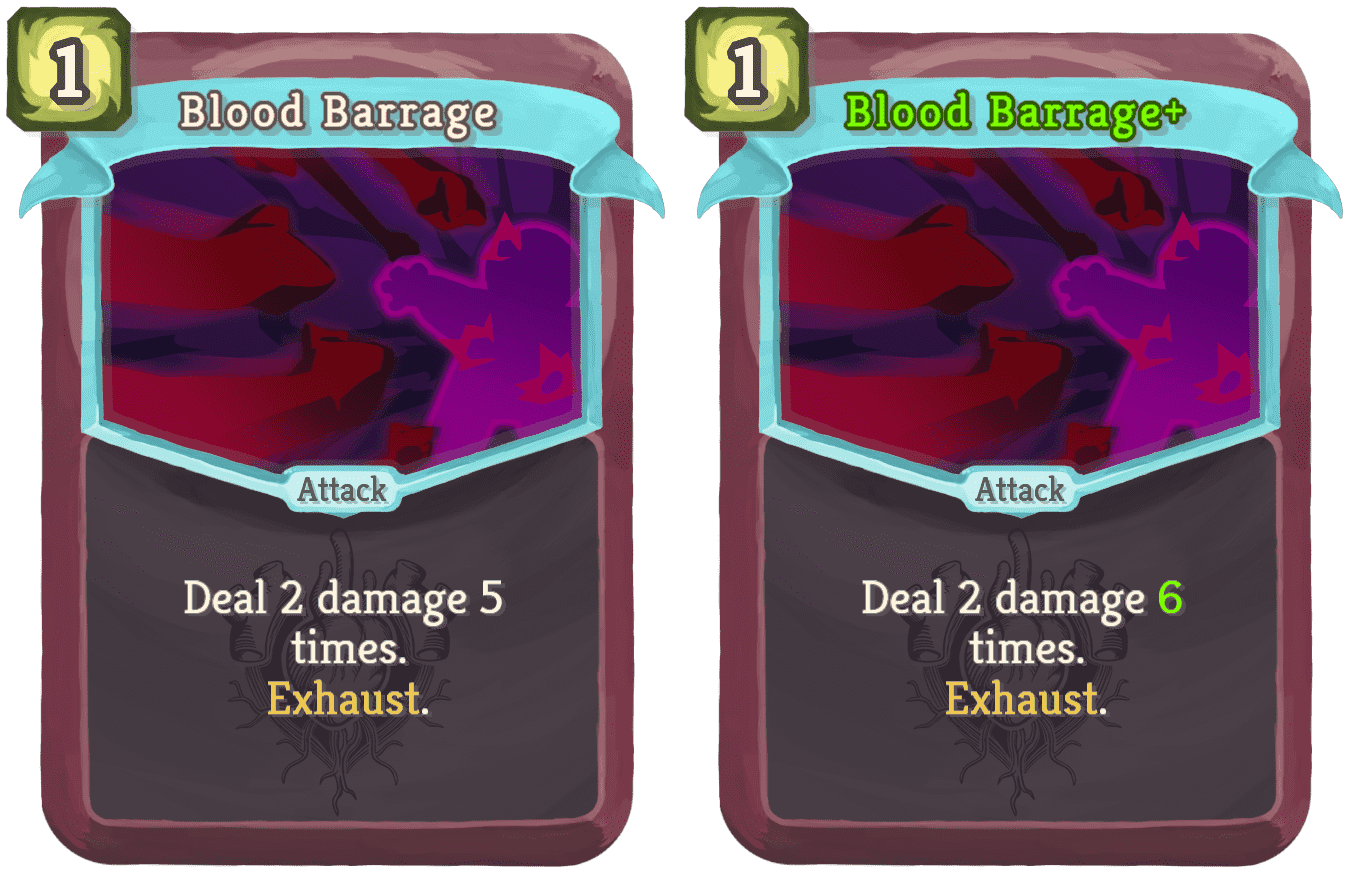 1
Blood Barrage
Attack
Deal 2 damage 5
times.
Exhaust.
1
Blood Barrage+
Attack
Deal 2 damage 6
times.
Exhaust.